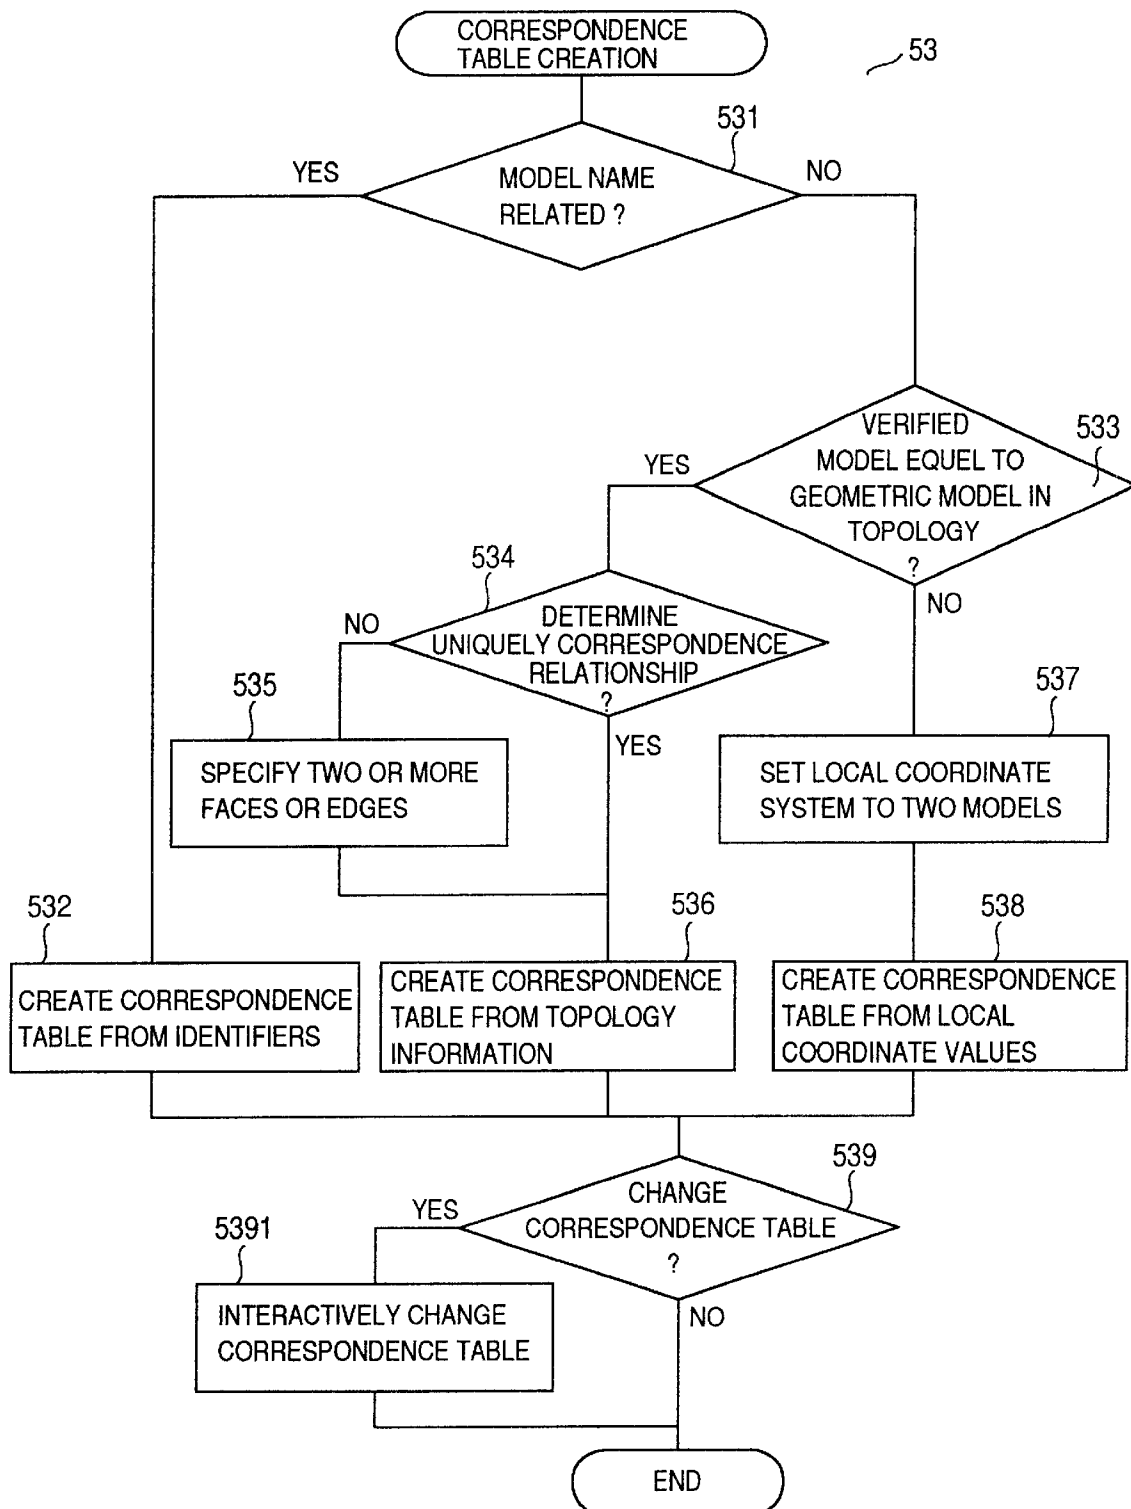 CORRESPONDENCE
TABLE CREATION
53
531
YES
NO
MODEL NAME
RELATED ?
VERIFIED
MODEL EQUEL TO
GEOMETRIC MODEL IN
TOPOLOGY
?
533
YES
NO
534
DETERMINE
UNIQUELY CORRESPONDENCE
RELATIONSHIP
?
NO
YES
535
SPECIFY TWO OR MORE
FACES OR EDGES
537
SET LOCAL COORDINATE
SYSTEM TO TWO MODELS
532
CREATE CORRESPONDENCE
TABLE FROM IDENTIFIERS
536
CREATE CORRESPONDENCE
TABLE FROM TOPOLOGY
INFORMATION
538
CREATE CORRESPONDENCE
TABLE FROM LOCAL
COORDINATE VALUES
539
CHANGE
CORRESPONDENCE TABLE
?
YES
NO
5391
INTERACTIVELY CHANGE
CORRESPONDENCE TABLE
END